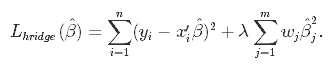 L_{hridge}(\hat{\beta}) = \sum_{i=1}^{n} (y_i - x_i' \hat{\beta})^2 + \lambda \sum_{j=1}^{m} w_j \hat{\beta}_j^2.